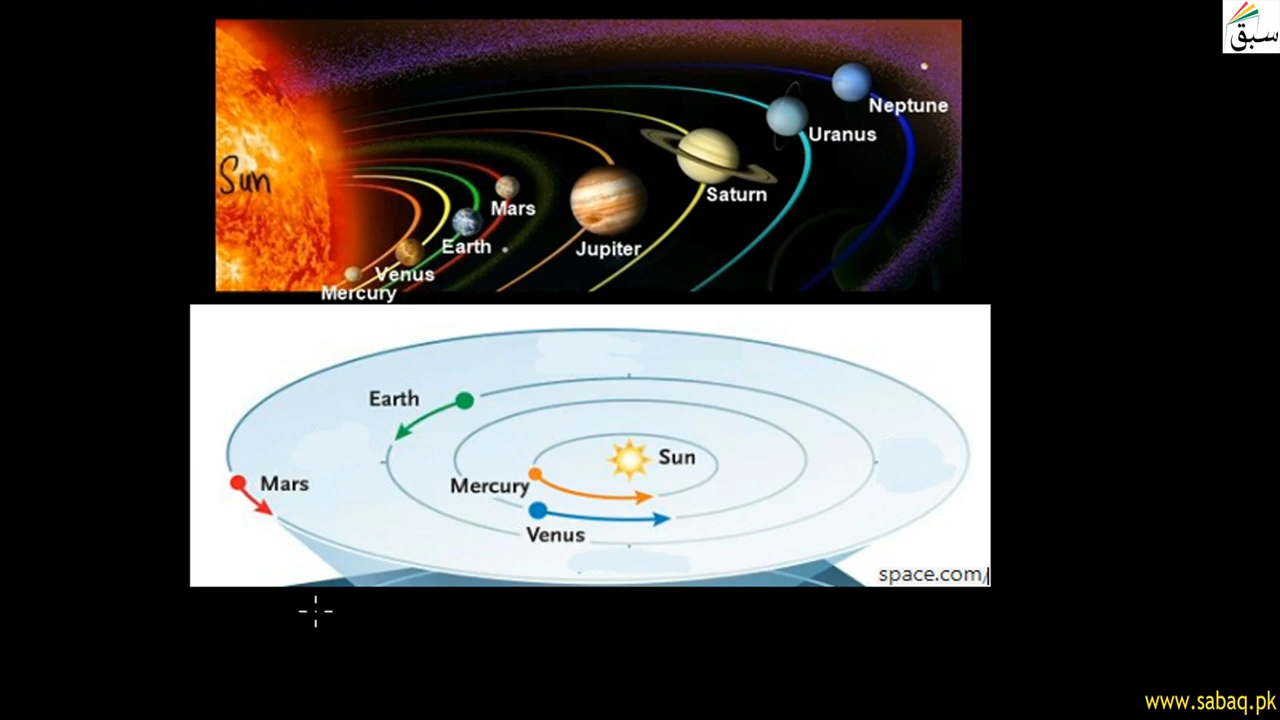 سبق
Neptune
Uranus
Sun
Saturn
Mars
Earth
Jupiter
Venus
Mercury
Earth
Sun
Mars
Mercury
Venus
space.com/
www.sabaq.pk